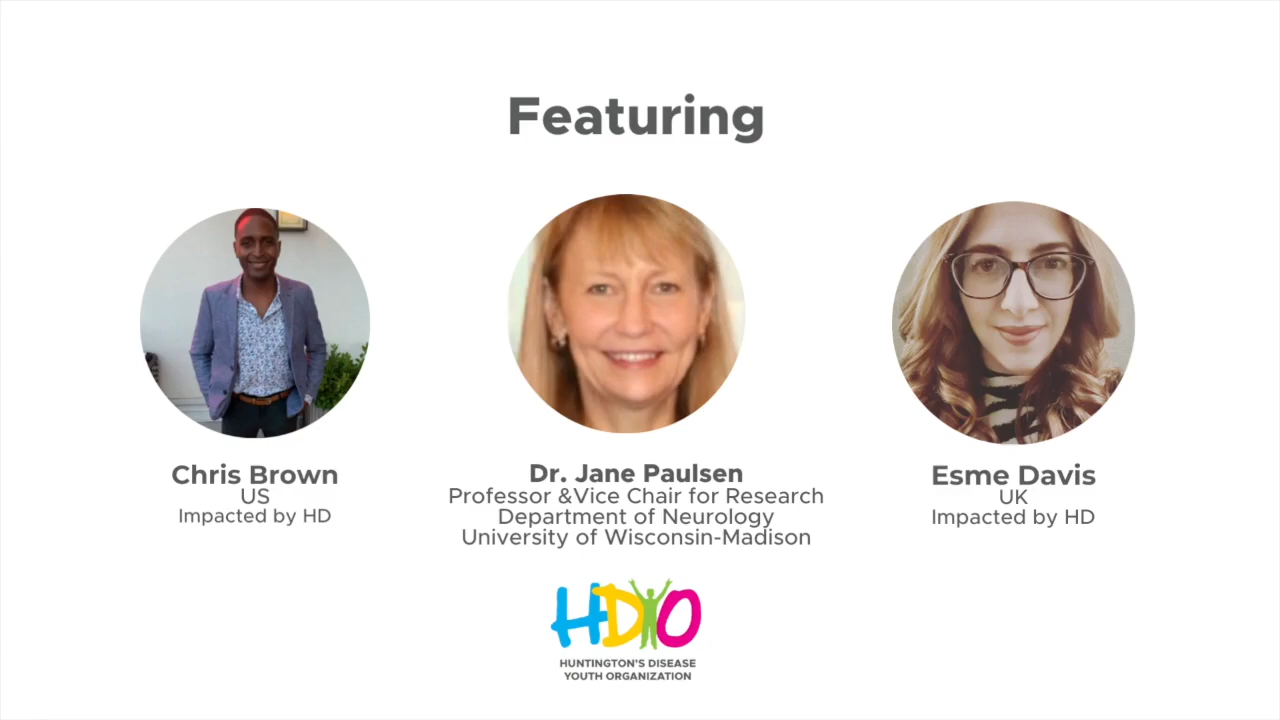 Featuring
Chris Brown
US
Impacted by HD
Dr. Jane Paulsen
Professor &Vice Chair for Research
Department of Neurology
University of Wisconsin-Madison
Esme Davis
UK
Impacted by HD
HDYO
HUNTINGTON'S DISEASE
YOUTH ORGANIZATION